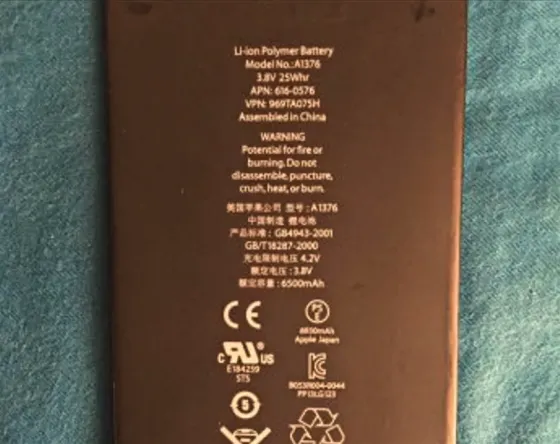 Li-ion Polymer Battery
Model No.: A1376
3.8V 25Whr
APN: 616-0576
VPN: 969TA075H
Assembled in China
WARNING
Potential for fire or
burning. Do not
disassemble, puncture,
crush, heat, or burn.
美国苹果公司 型号: A1376
中国制造 锂电池
产品标准: GB4943-2001
GB/T18287-2000
充电限制电压 4.2V
额定电压: 3.8V
额定容量: 6500mAh
CE
PS
E
Apple Japan
c RU US
E184259
STS
5